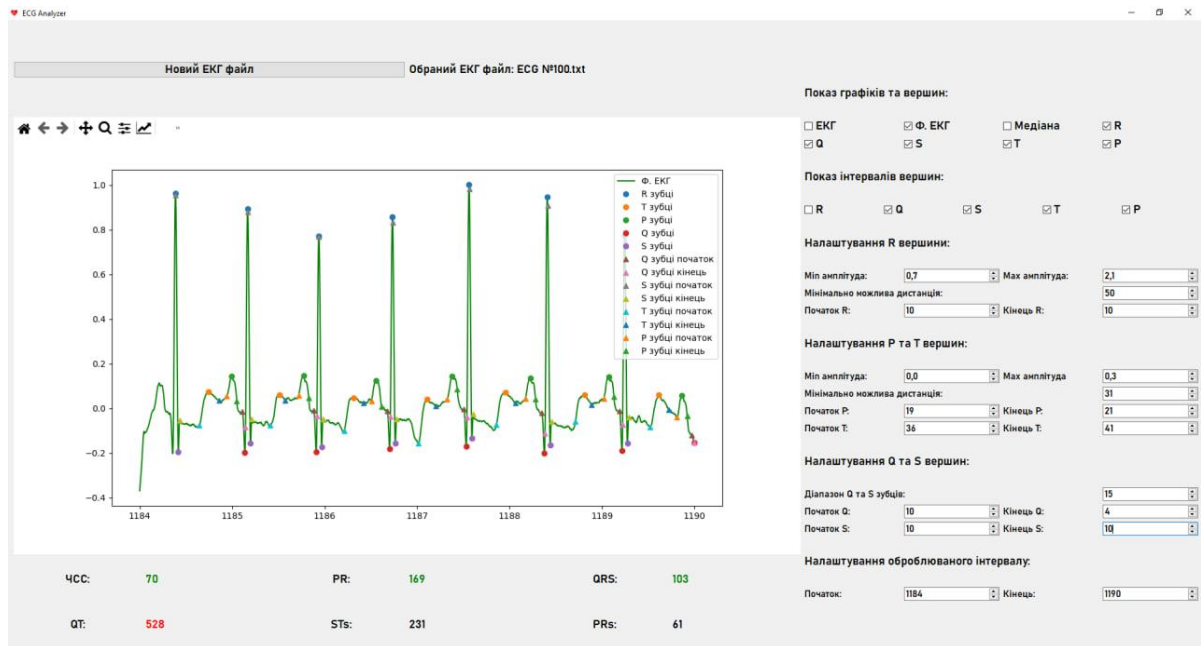 ECG Analyzer
Новий ЕКГ файл
Обраний ЕКГ файл: ECG №100.txt
Показ графіків та вершин:
ЕКГ Ф. ЕКГ Медіана R
Q S T P
Показ інтервалів вершин:
R Q S T P
Налаштування R вершини:
Min амплітуда: 0,7 Max амплітуда: 2,1
Мінімально можлива дистанція: 50
Початок R: 10 Кінець R: 10
Налаштування P та T вершин:
Min амплітуда: 0,0 Max амплітуда 0,3
Мінімально можлива дистанція: 31
Початок P: 19 Кінець P: 21
Початок T: 36 Кінець T: 41
Налаштування Q та S вершин:
Діапазон Q та S зубців: 15
Початок Q: 10 Кінець Q: 4
Початок S: 10 Кінець S: 10
Налаштування оброблюваного інтервалу:
Початок: 1184 Кінець: 1190
1.0
0.8
0.6
0.4
0.2
0.0
−0.2
−0.4
1184 1185 1186 1187 1188 1189 1190
Ф. ЕКГ
R зубці
T зубці
P зубці
Q зубці
S зубці
Q зубці початок
Q зубці кінець
S зубці початок
S зубці кінець
T зубці початок
T зубці кінець
P зубці початок
P зубці кінець
ЧСС: 70 PR: 169 QRS: 103
QT: 528 STs: 231 PRs: 61